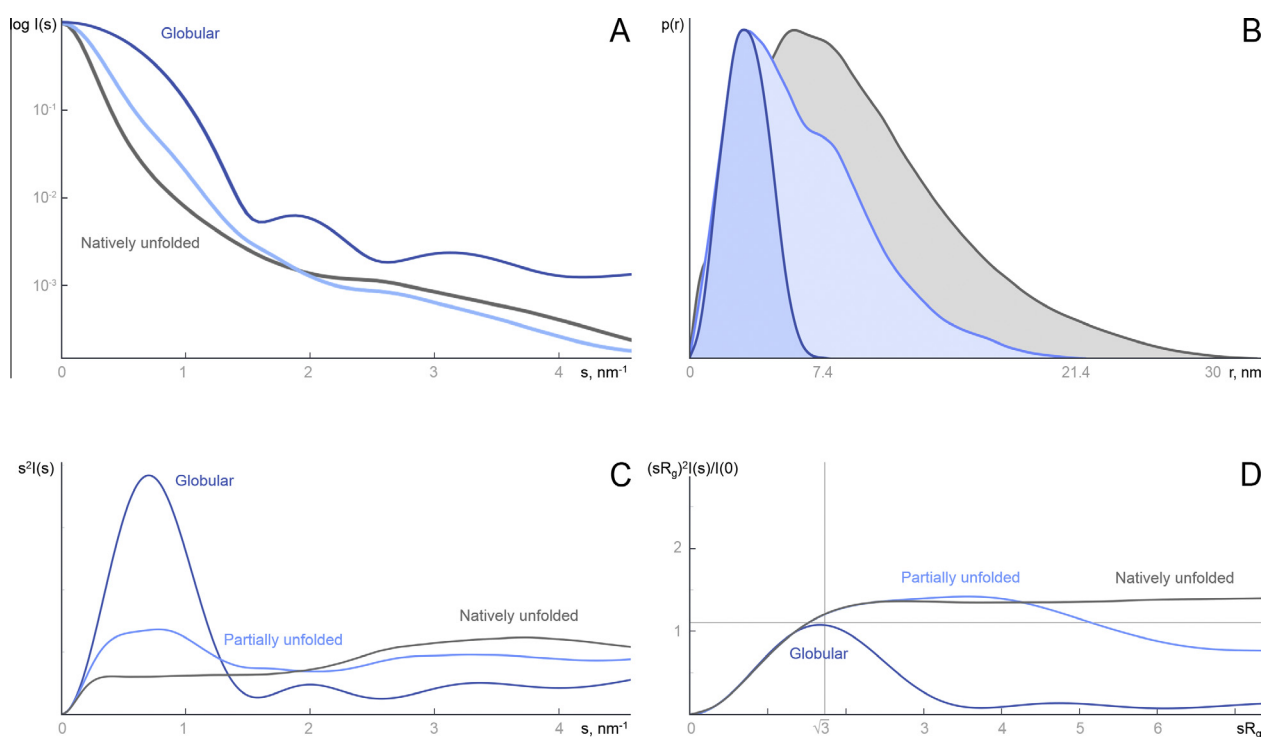 log I(s)
Globular
A
10⁻¹
10⁻²
Natively unfolded
10⁻³
0 1 2 3 4 s, nm⁻¹
p(r)
B
0 7.4 21.4 30 r, nm
s²I(s)
Globular
C
Natively unfolded
Partially unfolded
0 1 2 3 4 s, nm⁻¹
(sRg)²I(s)/I(0)
D
2
Partially unfolded Natively unfolded
1
Globular
0 √3 3 4 5 6 sRg